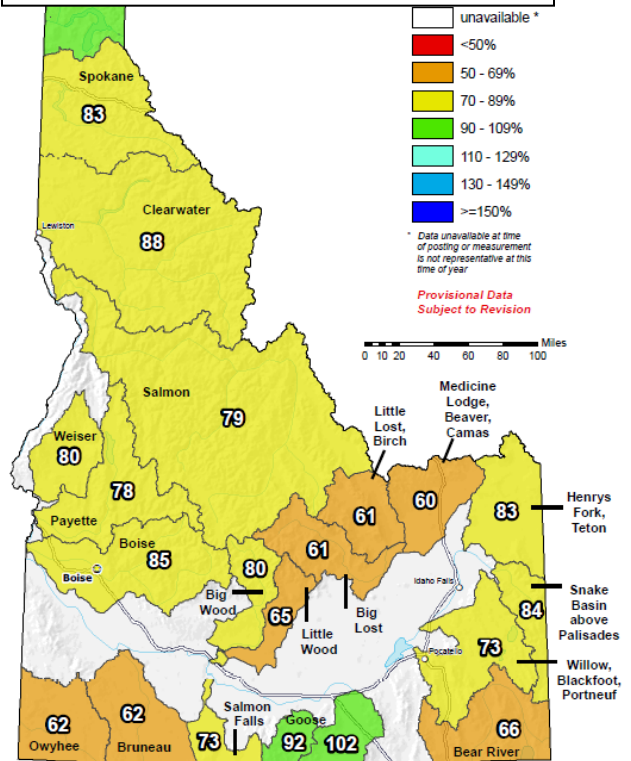 unavailable *
<50%
50 - 69%
70 - 89%
90 - 109%
110 - 129%
130 - 149%
>=150%
* Data unavailable at time
of posting or measurement
is not representative at this
time of year
Provisional Data
Subject to Revision
Miles
0 10 20 40 60 80 100
Spokane
83
Clearwater
88
Lewiston
Salmon
79
Weiser
80
78
Payette
Boise
85
Boise
Little
Lost,
Birch
61
Medicine
Lodge,
Beaver,
Camas
60
83
Henrys
Fork,
Teton
61
80
Big
Wood
65
Little
Wood
Big
Lost
Idaho Falls
84
Snake
Basin
above
Palisades
73
Pocatello
Willow,
Blackfoot,
Portneuf
62
Owyhee
62
Bruneau
Salmon
Falls
73
Goose
92
102
66
Bear River